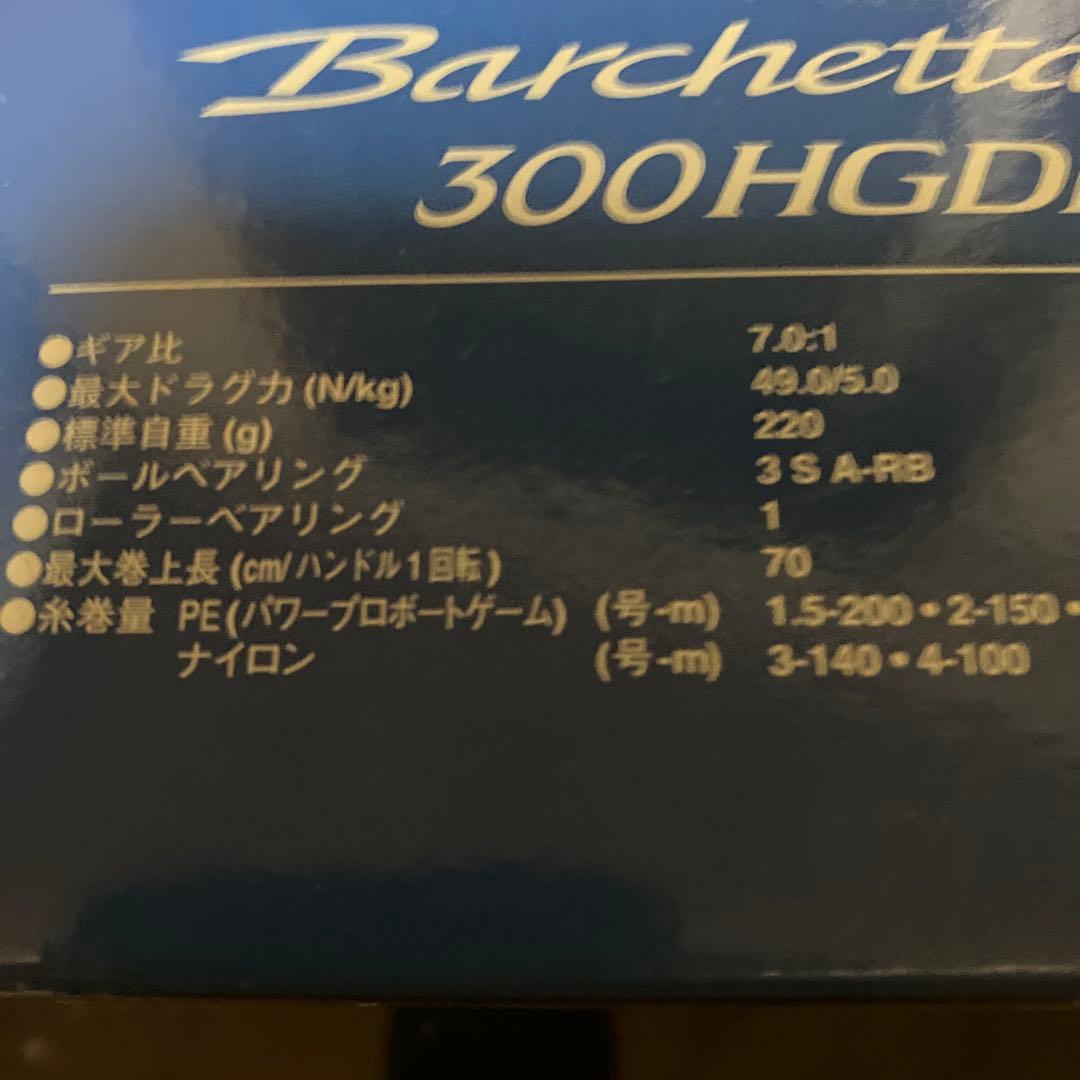 Barchetta
300HGD
●ギア比 7.0:1
●最大ドラグ力(N/kg) 49.0/5.0
●標準自重(g) 220
●ボールベアリング 3 S A-RB
●ローラーベアリング 1
●最大巻上長(cm/ハンドル1回転) 70
●糸巻量 PE(パワープロボートゲーム) (号-m) 1.5-200・2-150・
ナイロン (号-m) 3-140・4-100